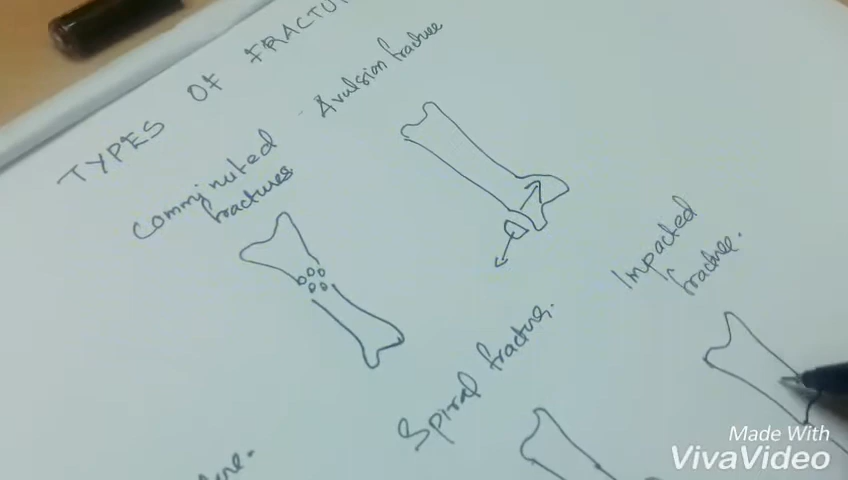 TYPES OF FRACTU
Comminuted
fractures
- Avulsion fracture
Impacted
fracture.
Spiral fracture.
Made With
VivaVideo